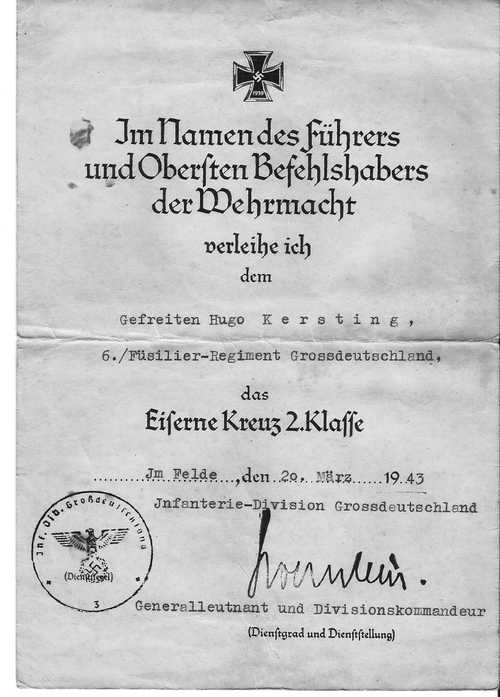 1939
Im Namen des Führers
und Obersten Befehlshabers
der Wehrmacht
verleihe ich
dem
Gefreiten Hugo K e r s t i n g ,
6./Füsilier-Regiment Grossdeutschland,
das
Eiserne Kreuz 2.Klasse
Jm Felde, den 20. März 1943
Jnfanterie-Division Grossdeutschland
Inf. Div. Großdeutschland
(Dienstsiegel)
3
Hoernlein.
Generalleutnant und Divisionskommandeur
(Dienstgrad und Dienststellung)